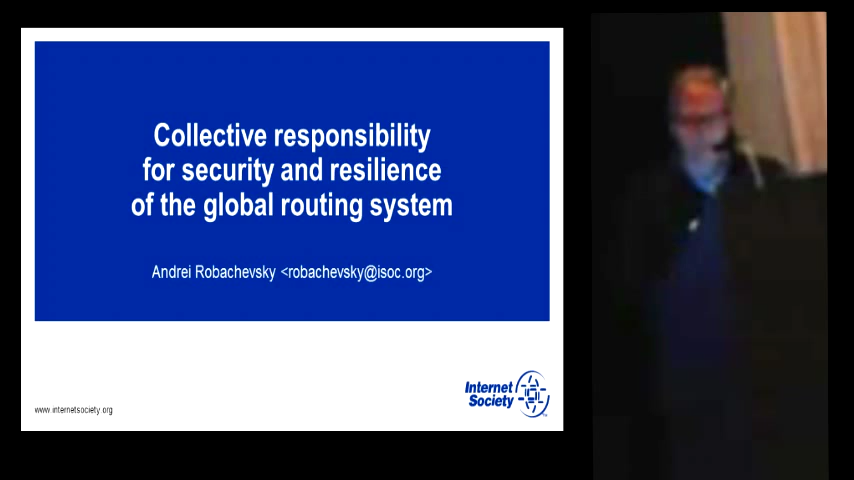 Collective responsibility
for security and resilience
of the global routing system
Andrei Robachevsky <robachevsky@isoc.org>
Internet
Society
www.internetsociety.org